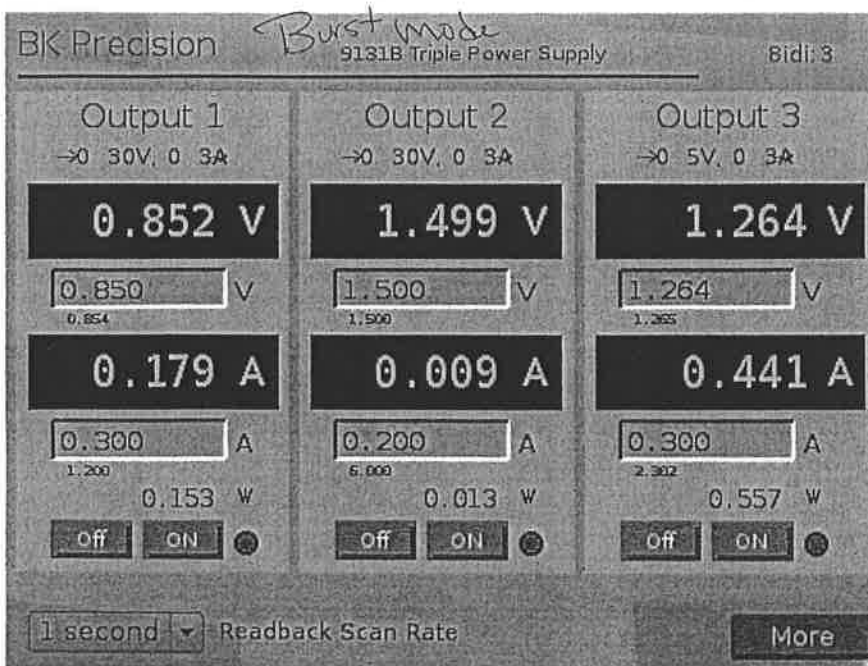 Burst mode
BK Precision
9131B Triple Power Supply
Bidi: 3
Output 1
→0 30V, 0 3A
0.852 V
0.850 V
0.854
0.179 A
0.300 A
1.200
0.153 W
Off ON
Output 2
→0 30V, 0 3A
1.499 V
1.500 V
1.500
0.009 A
0.200 A
6.000
0.013 W
Off ON
Output 3
→0 5V, 0 3A
1.264 V
1.264 V
1.265
0.441 A
0.300 A
2.302
0.557 W
Off ON
1 second Readback Scan Rate
More